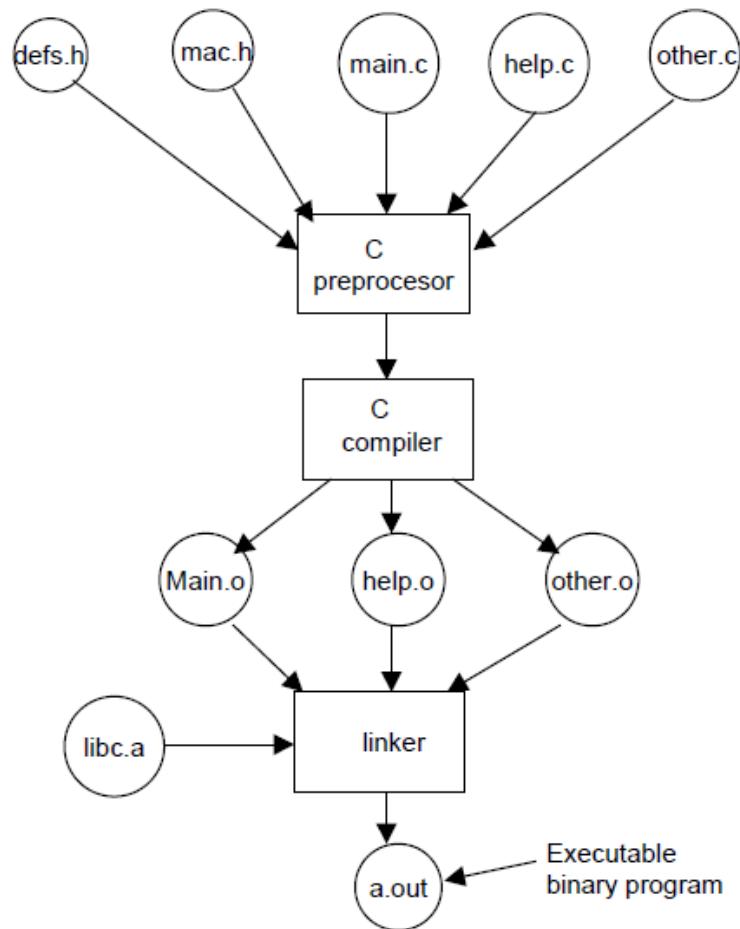 defs.h
mac.h
main.c
help.c
other.c
C
preprocesor
C
compiler
Main.o
help.o
other.o
libc.a
linker
a.out
Executable
binary program